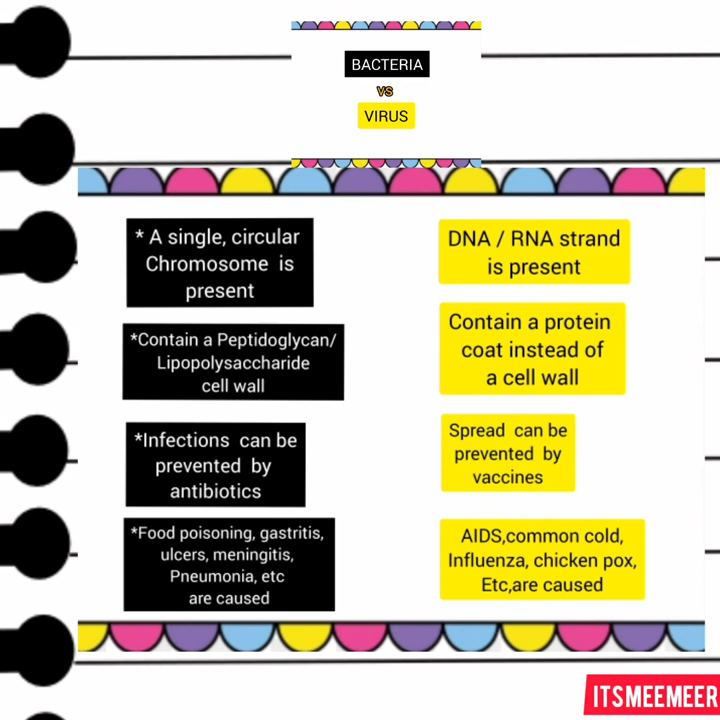 BACTERIA
VS
VIRUS
* A single, circular
Chromosome is
present
*Contain a Peptidoglycan/
Lipopolysaccharide
cell wall
*Infections can be
prevented by
antibiotics
*Food poisoning, gastritis,
ulcers, meningitis,
Pneumonia, etc
are caused
DNA / RNA strand
is present
Contain a protein
coat instead of
a cell wall
Spread can be
prevented by
vaccines
AIDS,common cold,
Influenza, chicken pox,
Etc,are caused
ITSMEEMEER